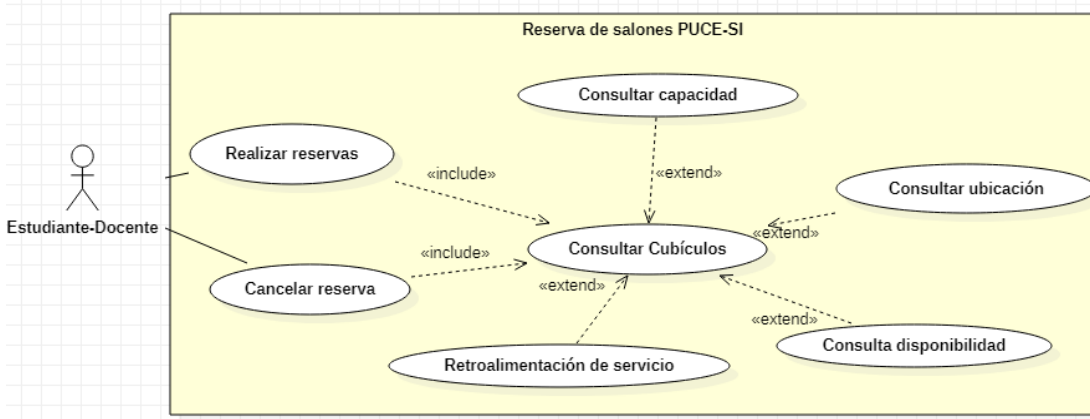 Reserva de salones PUCE-SI
Consultar capacidad
Realizar reservas
«include»
«extend»
Consultar ubicación
Estudiante-Docente
«extend»
Consultar Cubículos
«include»
«extend»
Cancelar reserva
«extend»
Consulta disponibilidad
Retroalimentación de servicio